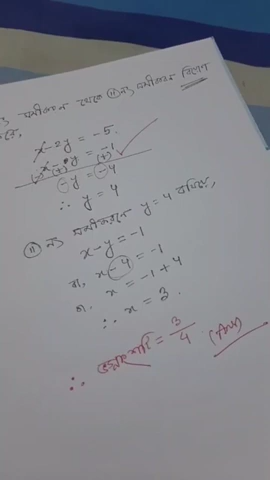 নং সমীকরণ থেকে (ii) নং সমীকরণ বিয়োগ
করে,
x - 2y = -5
x - y = -1
(-) (+) (+)
-y = -4
∴ y = 4
(ii) নং সমীকরণে y = 4 বসিয়ে,
x - y = -1
বা, x - 4 = -1
বা, x = -1 + 4
∴ x = 3
∴ ভগ্নাংশটি = 3/4 (Ans)